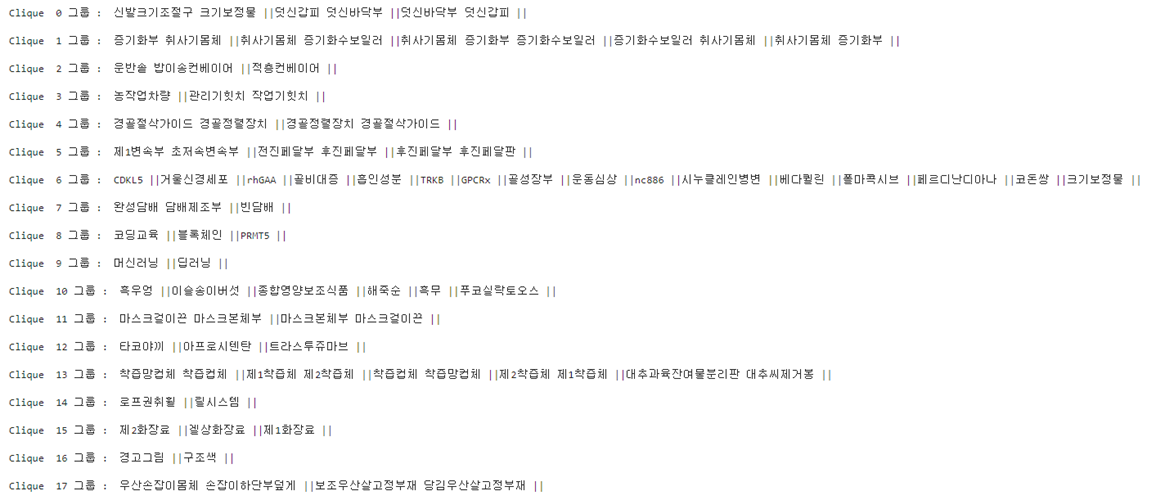 Clique 0 그룹 : 신발크기조절구 크기보정물 ||덧신갑피 덧신바닥부 ||덧신바닥부 덧신갑피 ||
Clique 1 그룹 : 증기화부 취사기몸체 ||취사기몸체 증기화수보일러 ||취사기몸체 증기화부 증기화수보일러 ||증기화수보일러 취사기몸체 ||취사기몸체 증기화부 ||
Clique 2 그룹 : 운반솥 밥이송컨베이어 ||적층컨베이어 ||
Clique 3 그룹 : 농작업차량 ||관리기힛치 작업기힛치 ||
Clique 4 그룹 : 경골절삭가이드 경골정렬장치 ||경골정렬장치 경골절삭가이드 ||
Clique 5 그룹 : 제1변속부 초저속변속부 ||전진페달부 후진페달부 ||후진페달부 후진페달판 ||
Clique 6 그룹 : CDKL5 ||거울신경세포 ||rhGAA ||골비대증 ||흡인성분 ||TRKB ||GPCRx ||골성장부 ||운동심상 ||nc886 ||시누클레인병변 ||베다퀼린 ||폴마콕시브 ||페르디난디아나 ||코돈쌍 ||크기보정물 ||
Clique 7 그룹 : 완성담배 담배제조부 ||빈담배 ||
Clique 8 그룹 : 코딩교육 ||블록체인 ||PRMT5 ||
Clique 9 그룹 : 머신러닝 ||딥러닝 ||
Clique 10 그룹 : 흑우엉 ||이슬송이버섯 ||종합영양보조식품 ||해죽순 ||흑무 ||푸코실락토오스 ||
Clique 11 그룹 : 마스크걸이끈 마스크본체부 ||마스크본체부 마스크걸이끈 ||
Clique 12 그룹 : 타코야끼 ||아프로시텐탄 ||트라스투쥬마브 ||
Clique 13 그룹 : 착즙망컵체 착즙컵체 ||제1착즙체 제2착즙체 ||착즙컵체 착즙망컵체 ||제2착즙체 제1착즙체 ||대추과육잔여물분리판 대추씨제거봉 ||
Clique 14 그룹 : 로프권취휠 ||릴시스템 ||
Clique 15 그룹 : 제2화장료 ||겔상화장료 ||제1화장료 ||
Clique 16 그룹 : 경고그림 ||구조색 ||
Clique 17 그룹 : 우산손잡이몸체 손잡이하단부덮게 ||보조우산살고정부재 당김우산살고정부재 ||